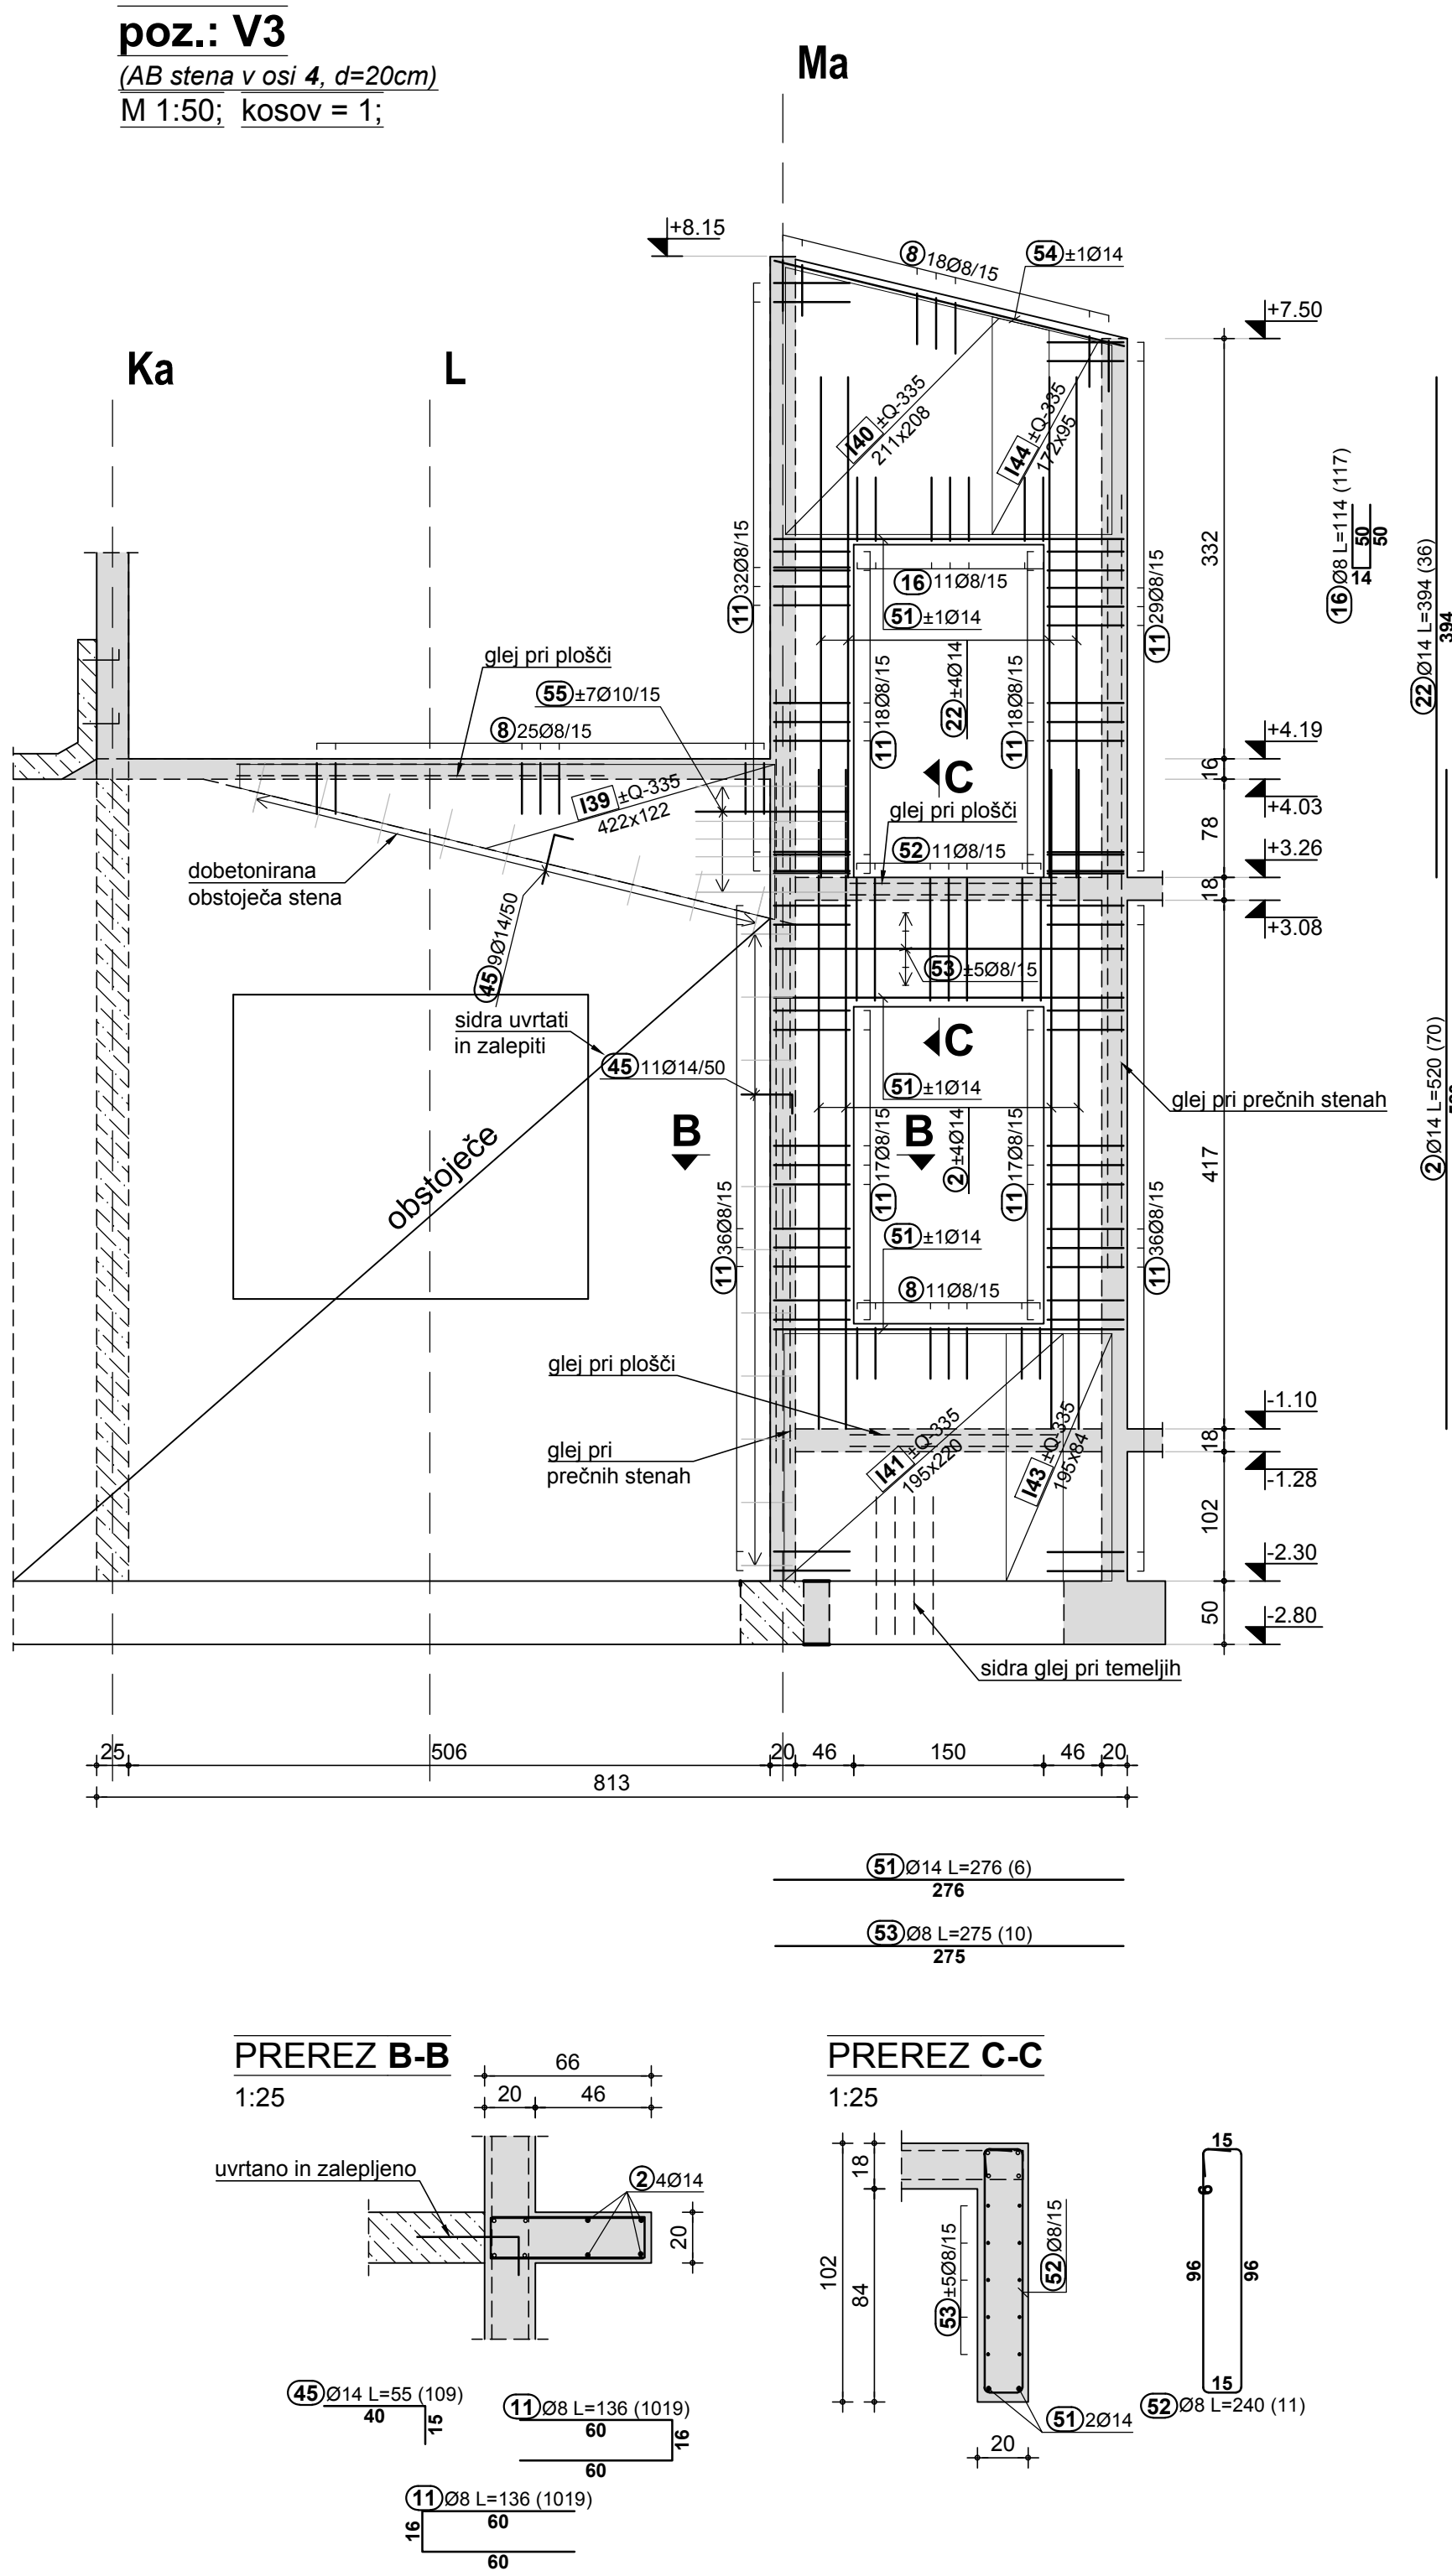 poz.: V3
(AB stena v osi 4, d=20cm)
M 1:50; kosov = 1;
Ma
Ka
L
+8.15
8 18Ø8/15
54 ±1Ø14
+7.50
I40 ±Q-335
211x208
I44 ±Q-335
172x95
11 32Ø8/15
11 29Ø8/15
332
16 Ø8 L=114 (117)
50
50
14
22 Ø14 L=394 (36)
394
16 11Ø8/15
51 ±1Ø14
glej pri plošči
55 ±7Ø10/15
8 25Ø8/15
11 18Ø8/15
22 ±4Ø14
11 18Ø8/15
+4.19
16
+4.03
C
I39 ±Q-335
422x122
glej pri plošči
78
52 11Ø8/15
+3.26
18
+3.08
dobetonirana
obstoječa stena
45 9Ø14/50
53 ±5Ø8/15
sidra uvrtati
in zalepiti
C
45 11Ø14/50
51 ±1Ø14
glej pri prečnih stenah
2 Ø14 L=520 (70)
B
B
11 17Ø8/15
2 ±4Ø14
11 17Ø8/15
417
obstoječe
11 36Ø8/15
11 36Ø8/15
51 ±1Ø14
8 11Ø8/15
glej pri plošči
glej pri
prečnih stenah
I41 ±Q-335
195x220
I43 ±Q-335
195x84
-1.10
18
-1.28
102
-2.30
50
-2.80
sidra glej pri temeljih
25
506
20
46
150
46
20
813
51 Ø14 L=276 (6)
276
53 Ø8 L=275 (10)
275
PREREZ B-B
1:25
66
20
46
uvrtano in zalepljeno
2 4Ø14
20
45 Ø14 L=55 (109)
40
15
11 Ø8 L=136 (1019)
60
16
60
11 Ø8 L=136 (1019)
60
16
60
PREREZ C-C
1:25
18
102
84
53 ±5Ø8/15
52 Ø8/15
51 2Ø14
20
15
6
96
96
15
52 Ø8 L=240 (11)